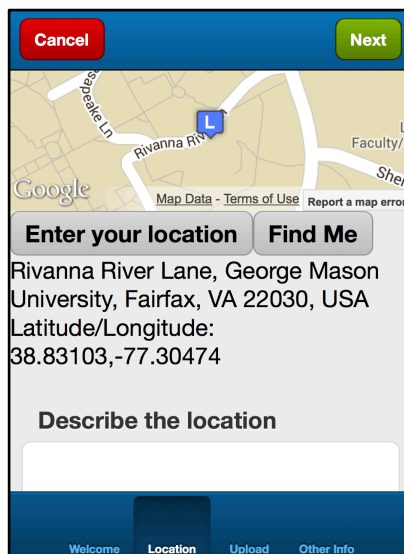 Cancel
Next
Rivanna Riv
L
Faculty/
Google
Map Data - Terms of Use
Report a map error
Enter your location
Find Me
Rivanna River Lane, George Mason
University, Fairfax, VA 22030, USA
Latitude/Longitude:
38.83103,-77.30474
Describe the location
Welcome
Location
Upload
Other Info